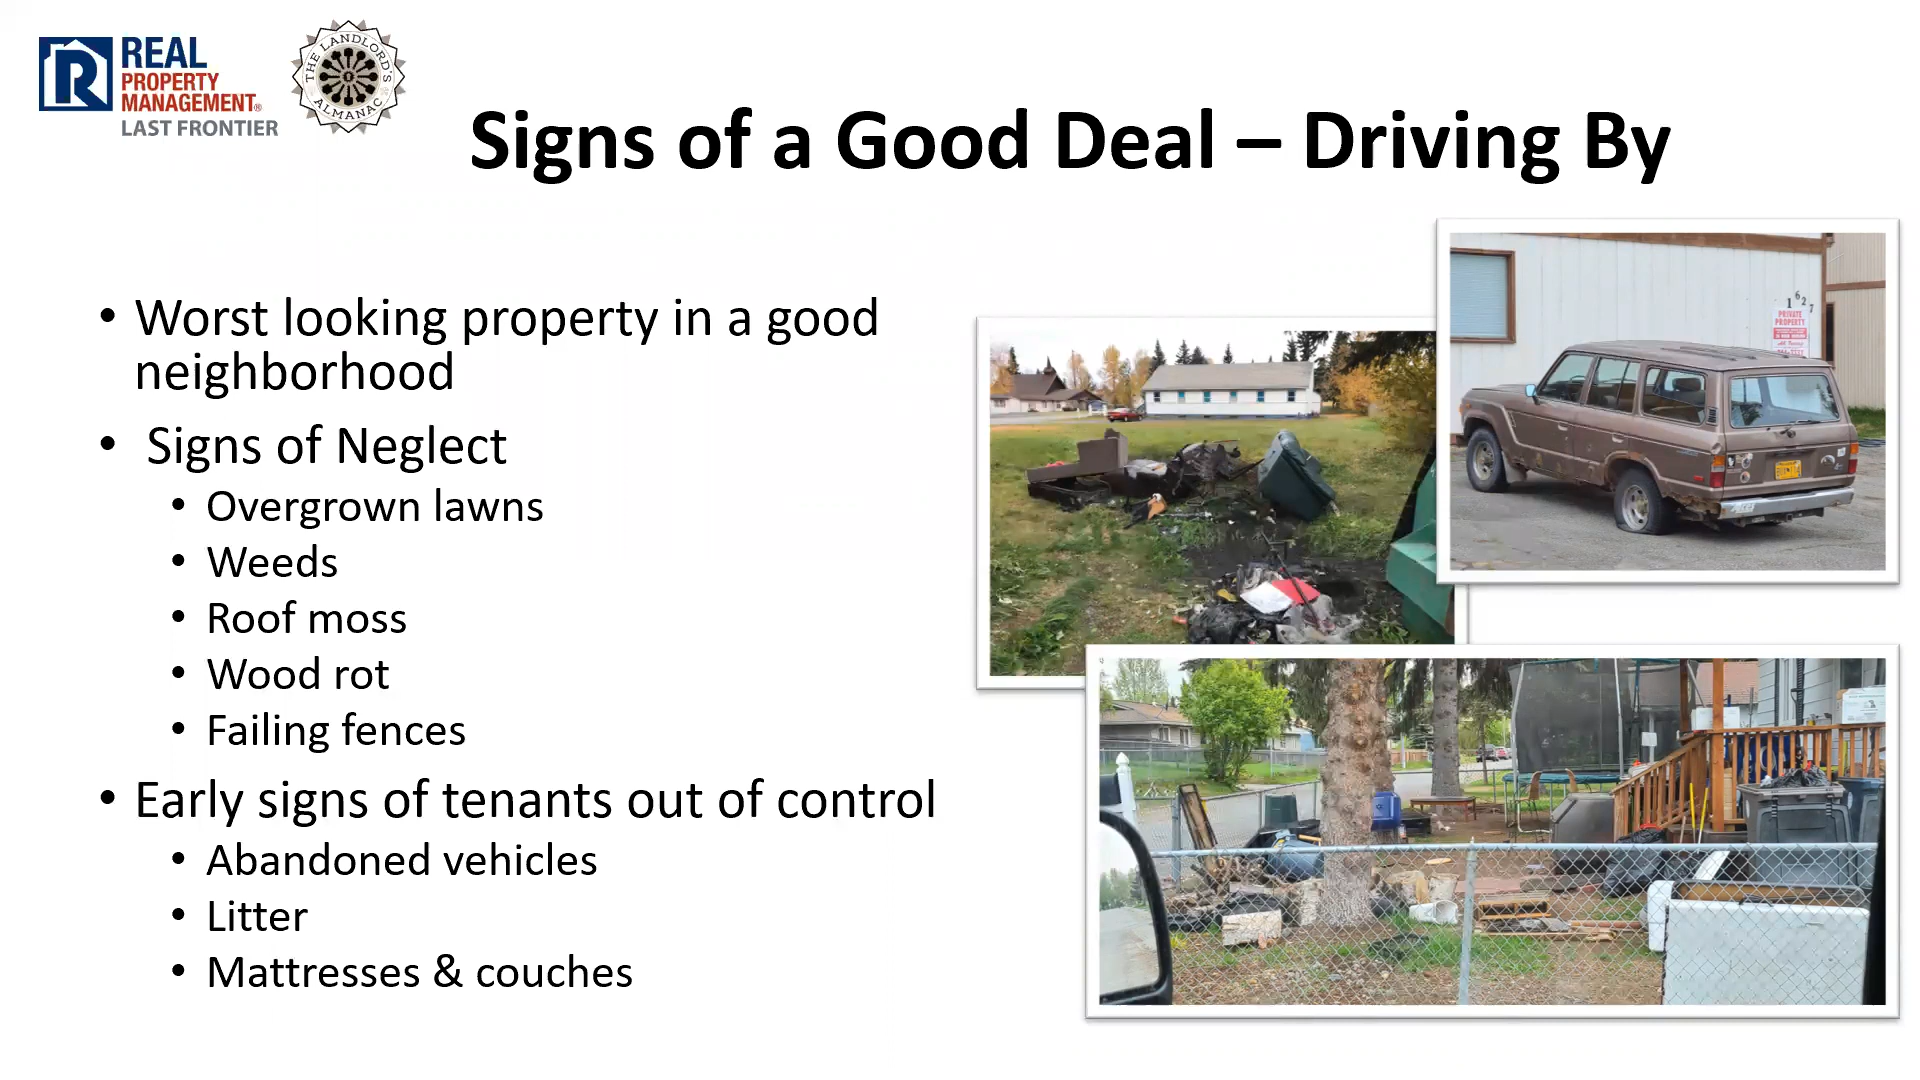 REAL
PROPERTY
MANAGEMENT®
LAST FRONTIER
THE LANDLORD'S
ALMANAC
Signs of a Good Deal – Driving By
• Worst looking property in a good
neighborhood
• Signs of Neglect
• Overgrown lawns
• Weeds
• Roof moss
• Wood rot
• Failing fences
• Early signs of tenants out of control
• Abandoned vehicles
• Litter
• Mattresses & couches
1627
PRIVATE
PROPERTY